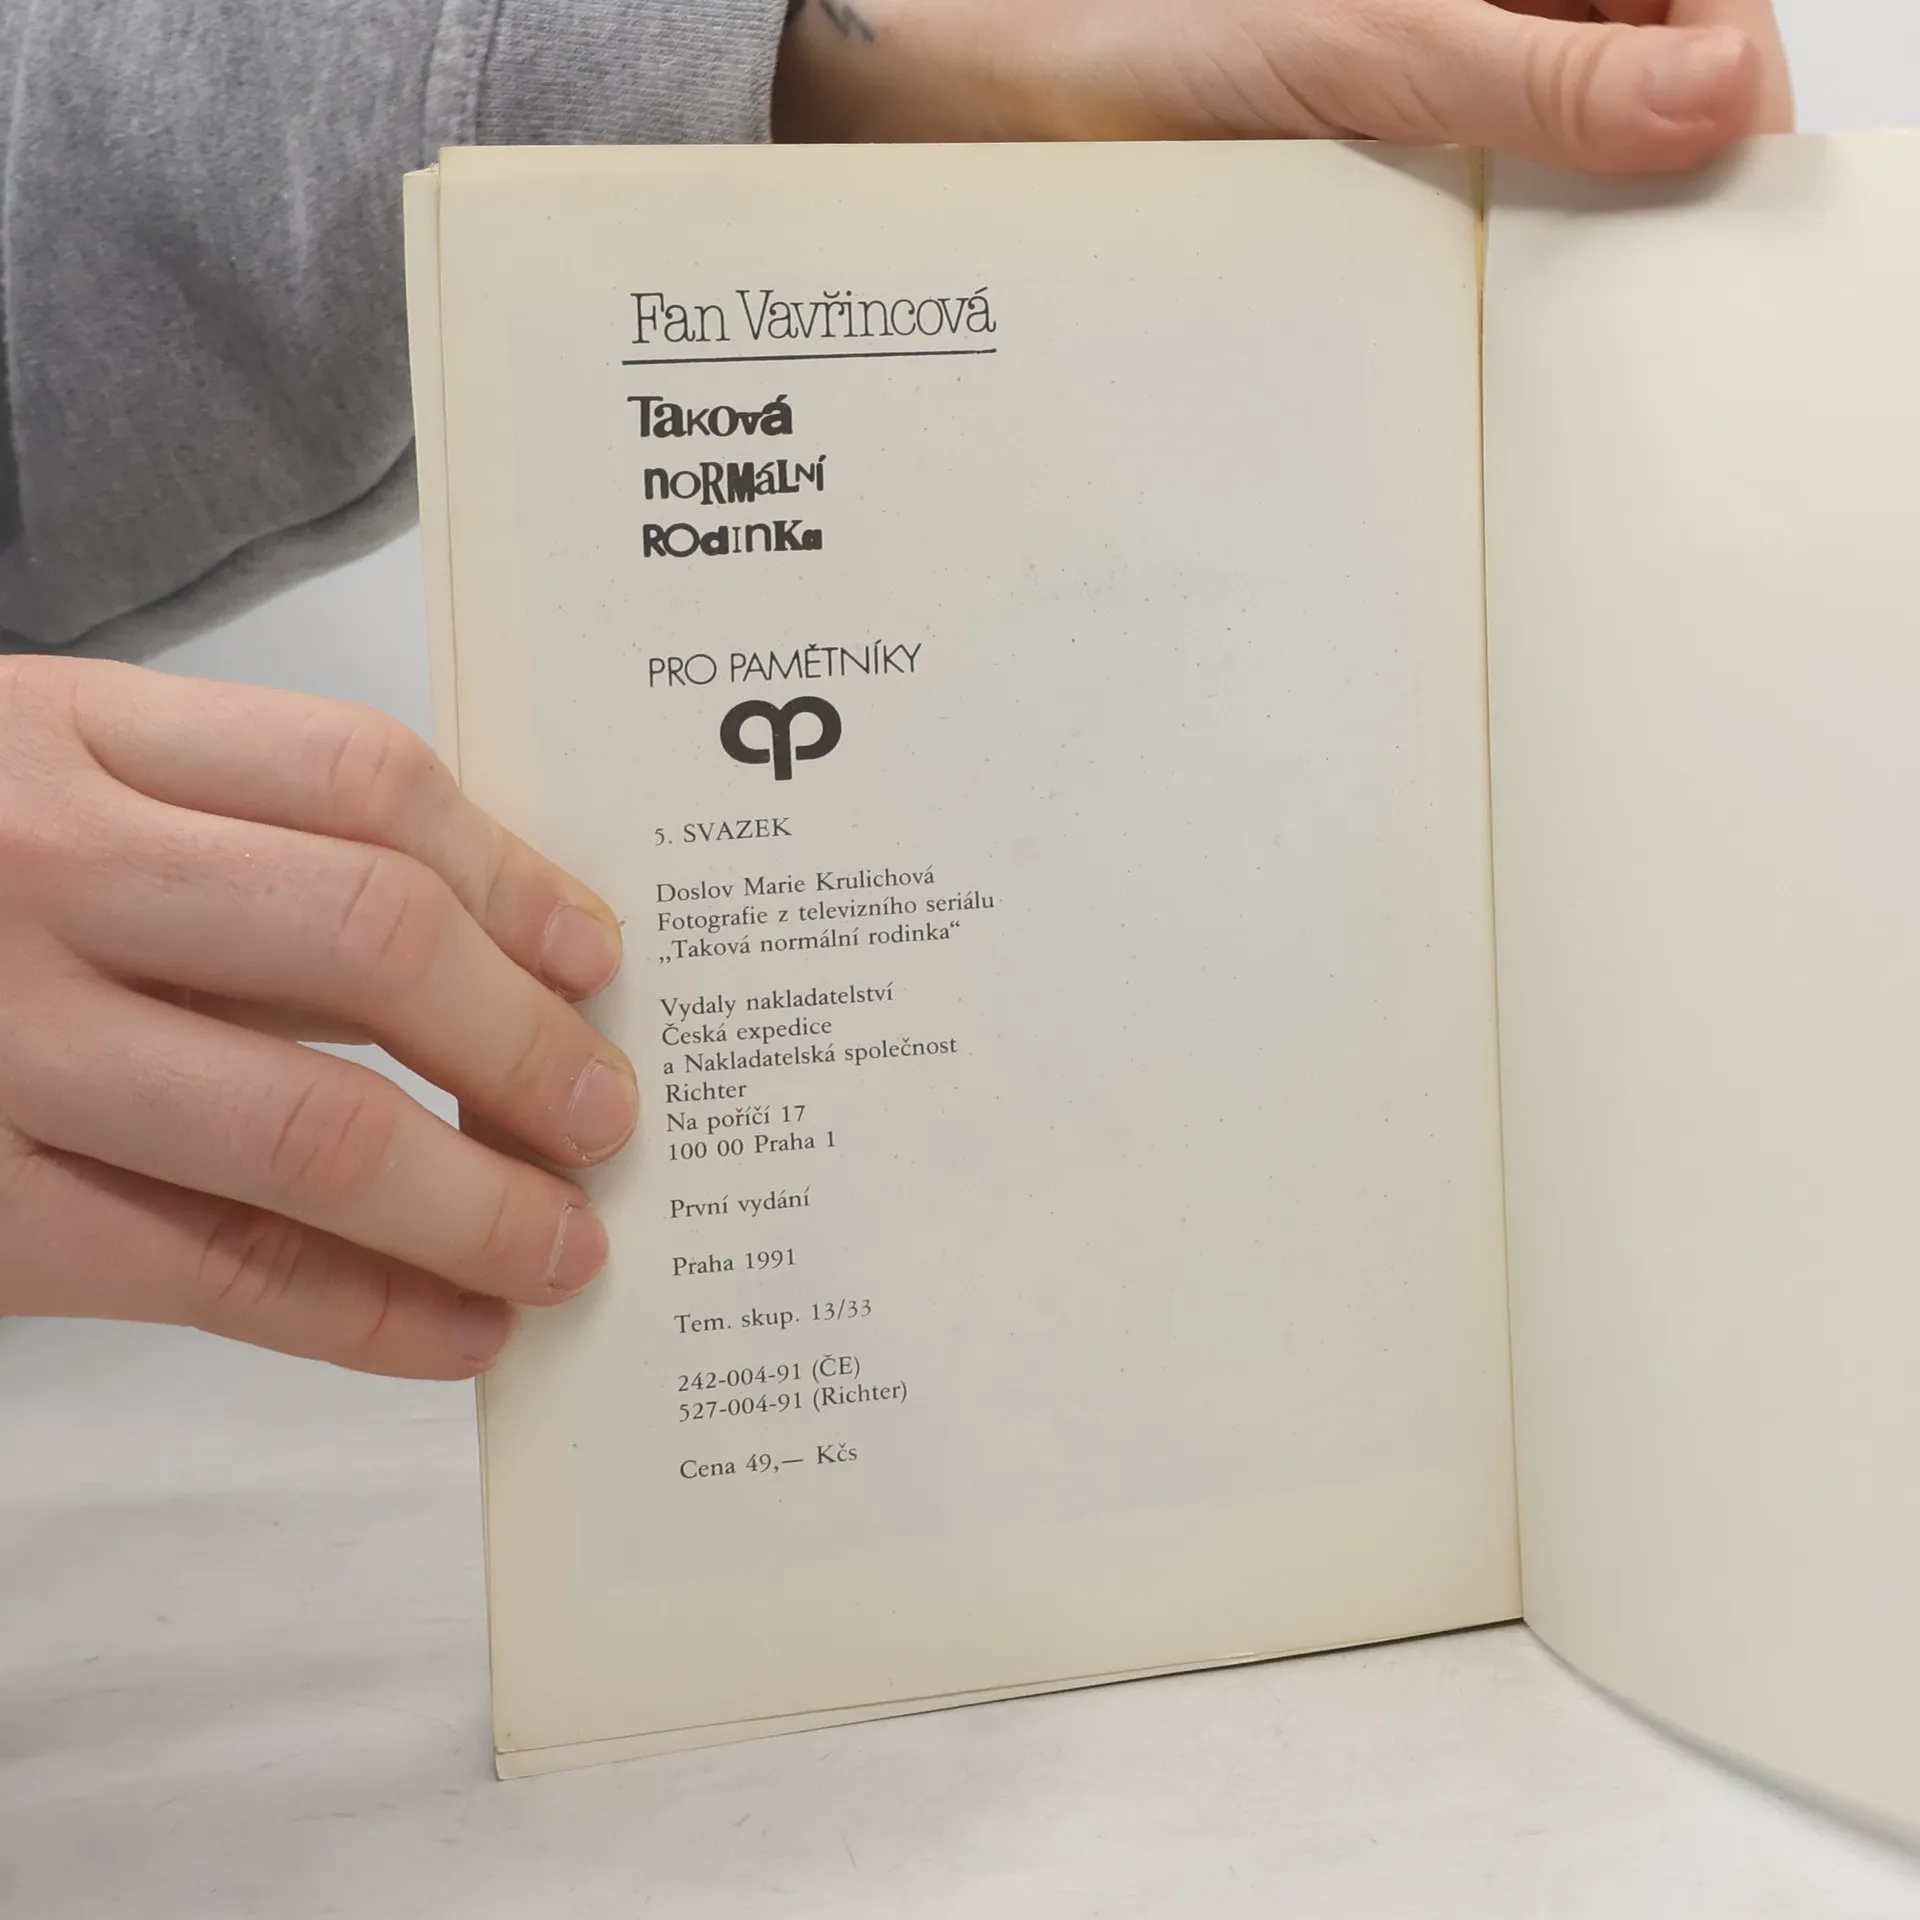 Fan Vavřincová
Taková
noRMáLNí
RodINKa
PRO PAMĚTNÍKY
5. SVAZEK
Doslov Marie Krulichová
Fotografie z televizního seriálu
„Taková normální rodinka“
Vydaly nakladatelství
Česká expedice
a Nakladatelská společnost
Richter
Na poříčí 17
100 00 Praha 1
První vydání
Praha 1991
Tem. skup. 13/33
242-004-91 (ČE)
527-004-91 (Richter)
Cena 49,— Kčs